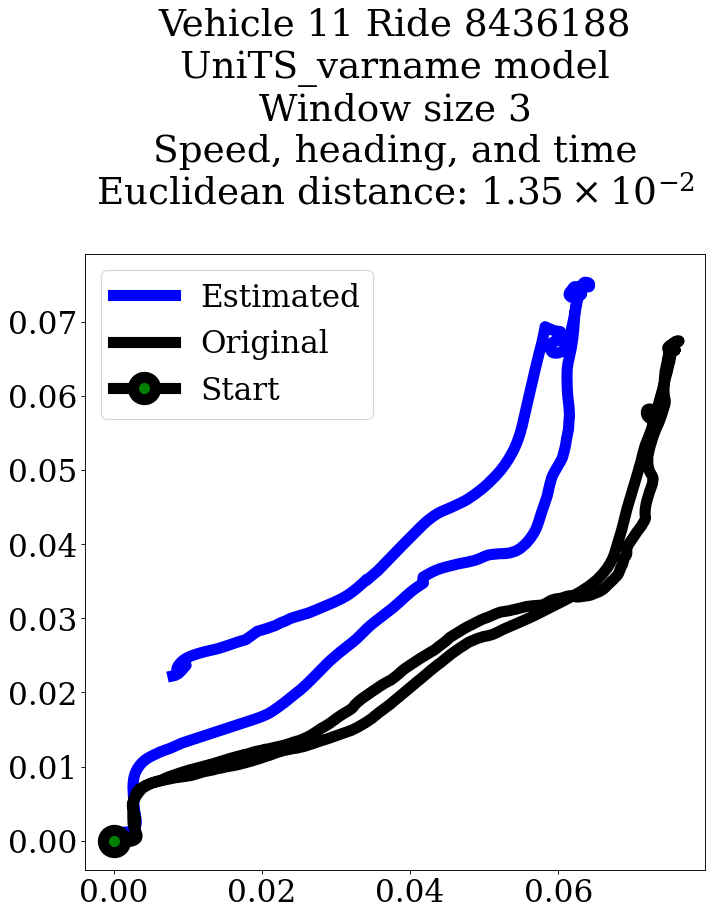 Vehicle 11 Ride 8436188
UniTS_varname model
Window size 3
Speed, heading, and time
Euclidean distance: 1.35 × 10⁻²
Estimated
Original
Start
0.07
0.06
0.05
0.04
0.03
0.02
0.01
0.00
0.00 0.02 0.04 0.06